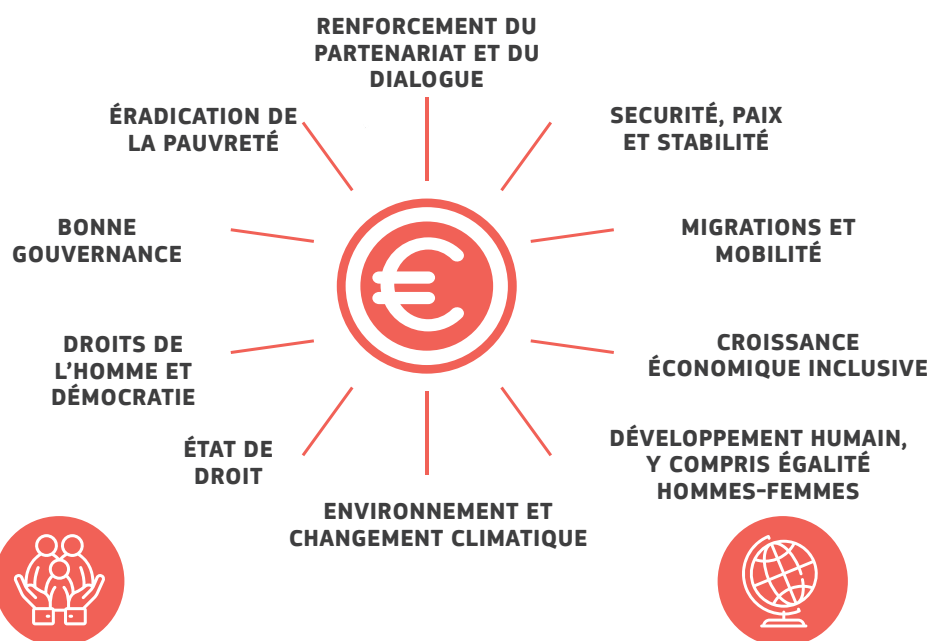 RENFORCEMENT DU
PARTENARIAT ET DU
DIALOGUE
SECURITÉ, PAIX
ET STABILITÉ
MIGRATIONS ET
MOBILITÉ
CROISSANCE
ÉCONOMIQUE INCLUSIVE
DÉVELOPPEMENT HUMAIN,
Y COMPRIS ÉGALITÉ
HOMMES-FEMMES
ENVIRONNEMENT ET
CHANGEMENT CLIMATIQUE
ÉTAT DE
DROIT
DROITS DE
L’HOMME ET
DÉMOCRATIE
BONNE
GOUVERNANCE
ÉRADICATION DE
LA PAUVRETÉ
€